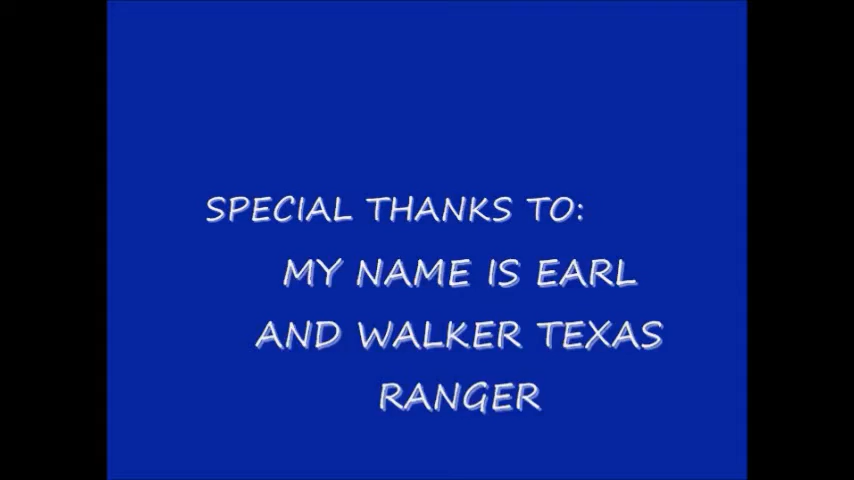 SPECIAL THANKS TO:
MY NAME IS EARL
AND WALKER TEXAS
RANGER